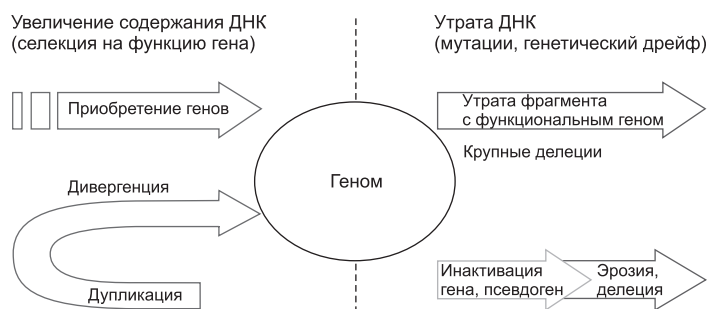 Увеличение содержания ДНК
(селекция на функцию гена)
Утрата ДНК
(мутации, генетический дрейф)
Приобретение генов
Утрата фрагмента
с функциональным геном
Крупные делеции
Геном
Дивергенция
Дупликация
Инактивация
гена, псевдоген
Эрозия,
делеция